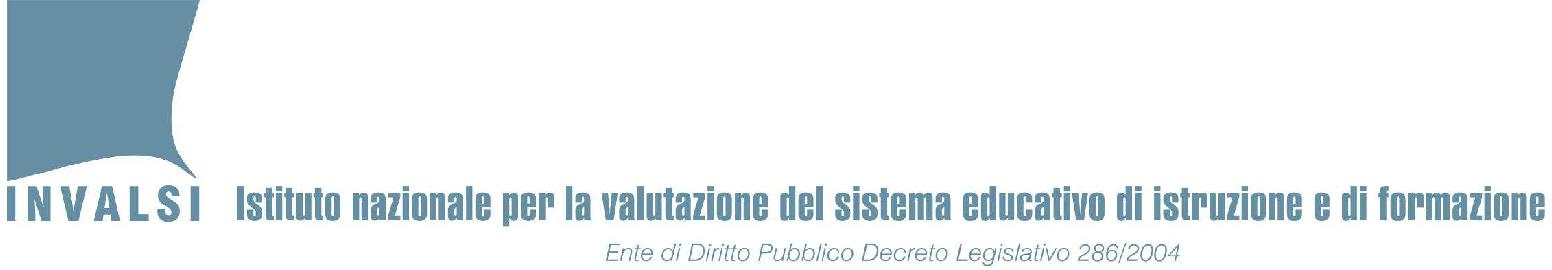 INVALSI Istituto nazionale per la valutazione del sistema educativo di istruzione e di formazione
Ente di Diritto Pubblico Decreto Legislativo 286/2004